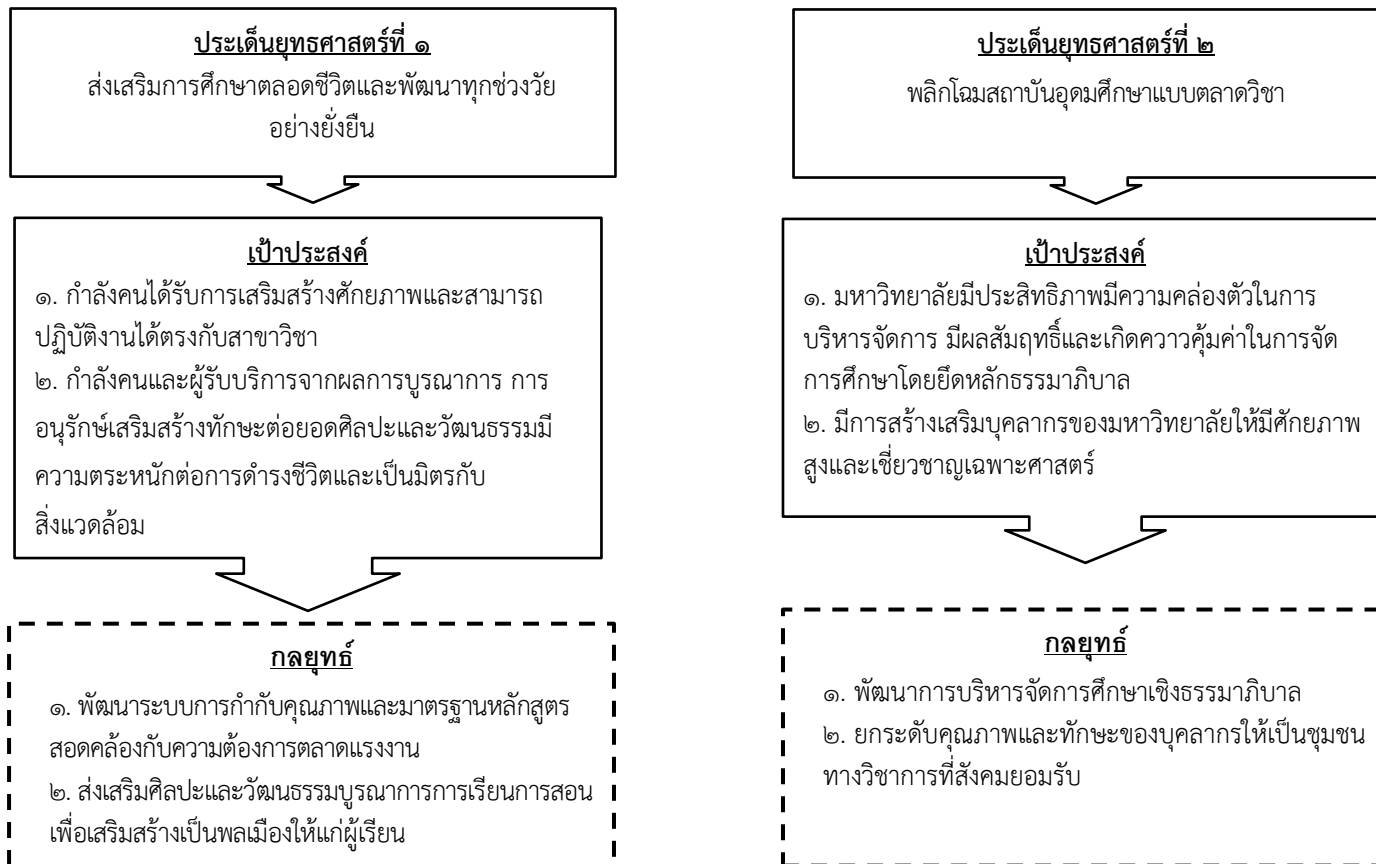 ประเด็นยุทธศาสตร์ที่ ๑
ส่งเสริมการศึกษาตลอดชีวิตและพัฒนาทุกช่วงวัย
อย่างยั่งยืน
เป้าประสงค์
๑. กำลังคนได้รับการเสริมสร้างศักยภาพและสามารถ
ปฏิบัติงานได้ตรงกับสาขาวิชา
๒. กำลังคนและผู้รับบริการจากผลการบูรณาการ การ
อนุรักษ์เสริมสร้างทักษะต่อยอดศิลปะและวัฒนธรรมมี
ความตระหนักต่อการดำรงชีวิตและเป็นมิตรกับ
สิ่งแวดล้อม
กลยุทธ์
๑. พัฒนาระบบการกำกับคุณภาพและมาตรฐานหลักสูตร
สอดคล้องกับความต้องการตลาดแรงงาน
๒. ส่งเสริมศิลปะและวัฒนธรรมบูรณาการการเรียนการสอน
เพื่อเสริมสร้างเป็นพลเมืองให้แก่ผู้เรียน
ประเด็นยุทธศาสตร์ที่ ๒
พลิกโฉมสถาบันอุดมศึกษาแบบตลาดวิชา
เป้าประสงค์
๑. มหาวิทยาลัยมีประสิทธิภาพมีความคล่องตัวในการ
บริหารจัดการ มีผลสัมฤทธิ์และเกิดควาวคุ้มค่าในการจัด
การศึกษาโดยยึดหลักธรรมาภิบาล
๒. มีการสร้างเสริมบุคลากรของมหาวิทยาลัยให้มีศักยภาพ
สูงและเชี่ยวชาญเฉพาะศาสตร์
กลยุทธ์
๑. พัฒนาการบริหารจัดการศึกษาเชิงธรรมาภิบาล
๒. ยกระดับคุณภาพและทักษะของบุคลากรให้เป็นชุมชน
ทางวิชาการที่สังคมยอมรับ